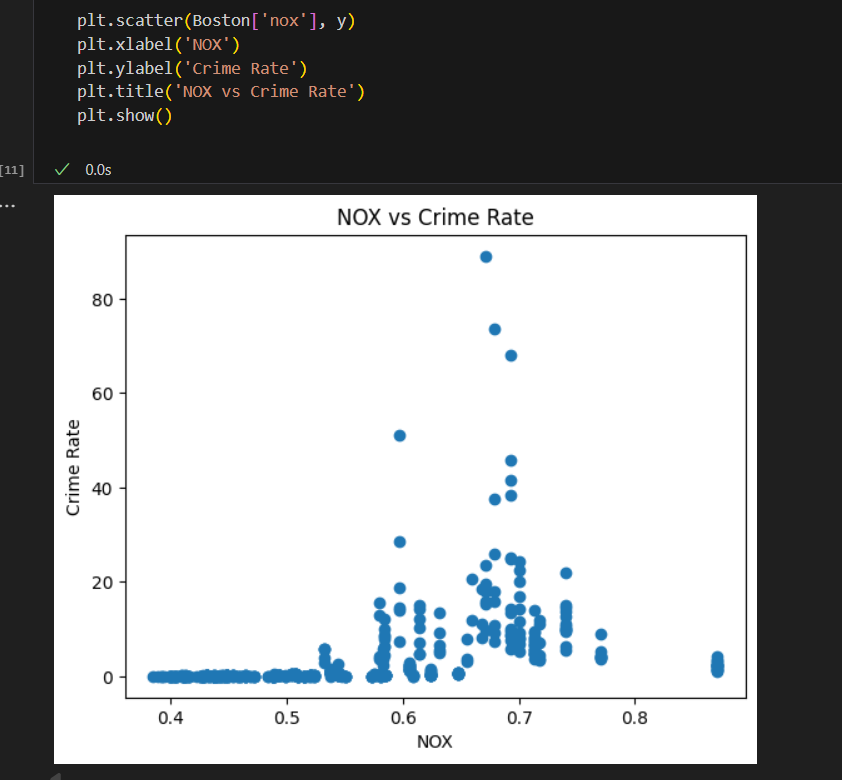 plt.scatter(Boston['nox'], y)
plt.xlabel('NOX')
plt.ylabel('Crime Rate')
plt.title('NOX vs Crime Rate')
plt.show()
[11]
0.0s
...
NOX vs Crime Rate
80
60
40
20
0
Crime Rate
0.4 0.5 0.6 0.7 0.8
NOX